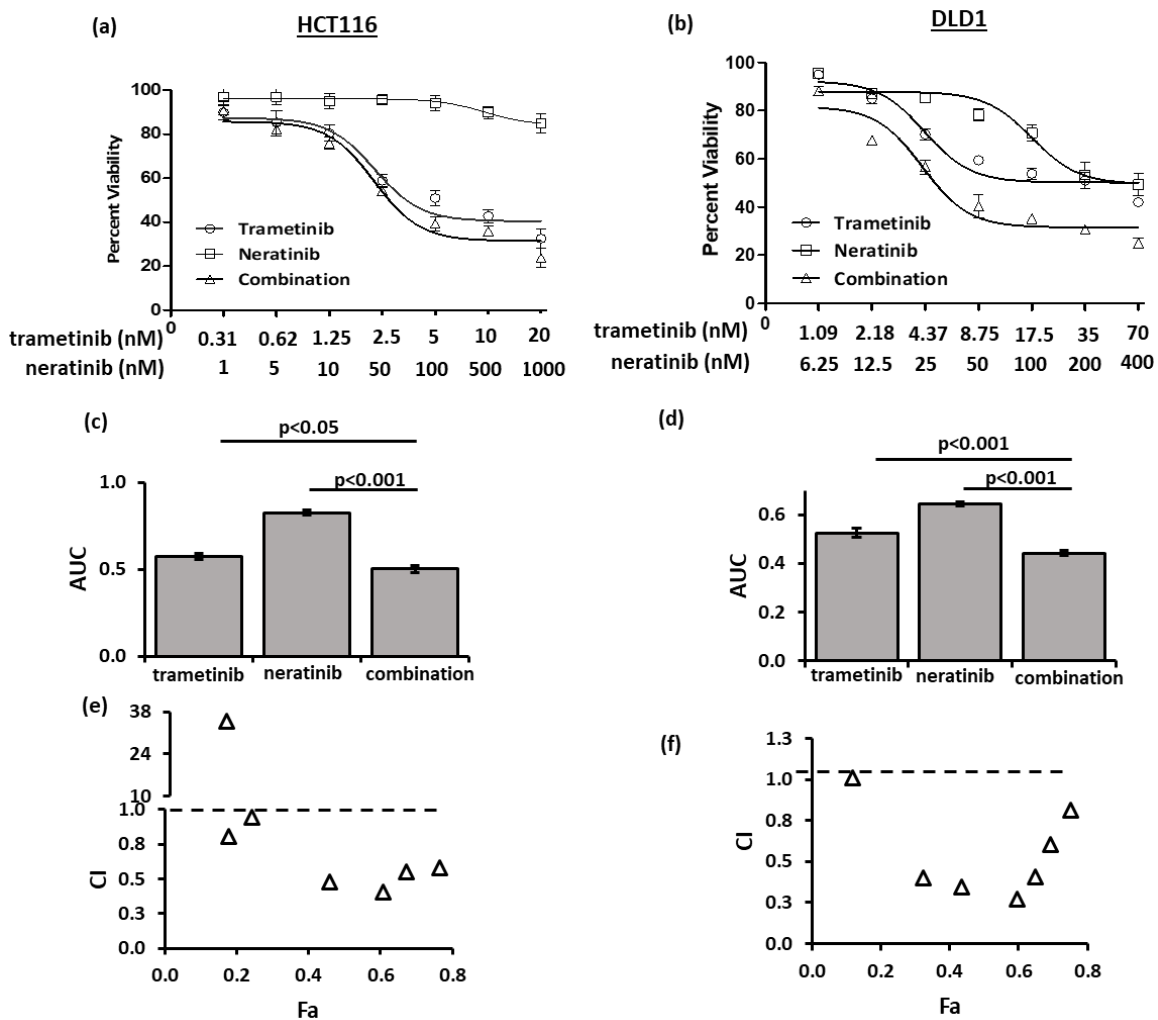 (a) HCT116
100
80
60
40
20
0
Percent Viability
Trametinib
Neratinib
Combination
0 0.31 0.62 1.25 2.5 5 10 20
trametinib (nM)
neratinib (nM) 1 5 10 50 100 500 1000
(b) DLD1
100
80
60
40
20
0
Percent Viability
Trametinib
Neratinib
Combination
0 1.09 2.18 4.37 8.75 17.5 35 70
trametinib (nM)
neratinib (nM) 6.25 12.5 25 50 100 200 400
(c)
p<0.05
p<0.001
1.0
0.5
0.0
AUC
trametinib neratinib combination
(d)
p<0.001
p<0.001
0.6
0.4
0.2
0.0
AUC
trametinib neratinib combination
(e)
38
24
10
1.0
0.8
0.5
0.3
0.0
CI
0.0 0.2 0.4 0.6 0.8
Fa
(f)
1.3
1.0
0.8
0.5
0.3
0.0
CI
0.0 0.2 0.4 0.6 0.8
Fa